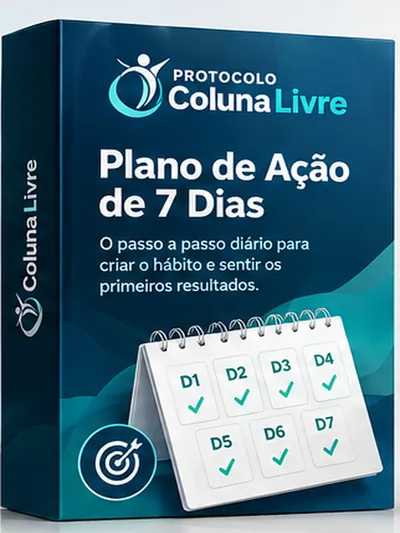 PROTOCOLO
Coluna Livre
Plano de Ação
de 7 Dias
O passo a passo diário para
criar o hábito e sentir os
primeiros resultados.
D1 D2 D3 D4
D5 D6 D7
Coluna Livre